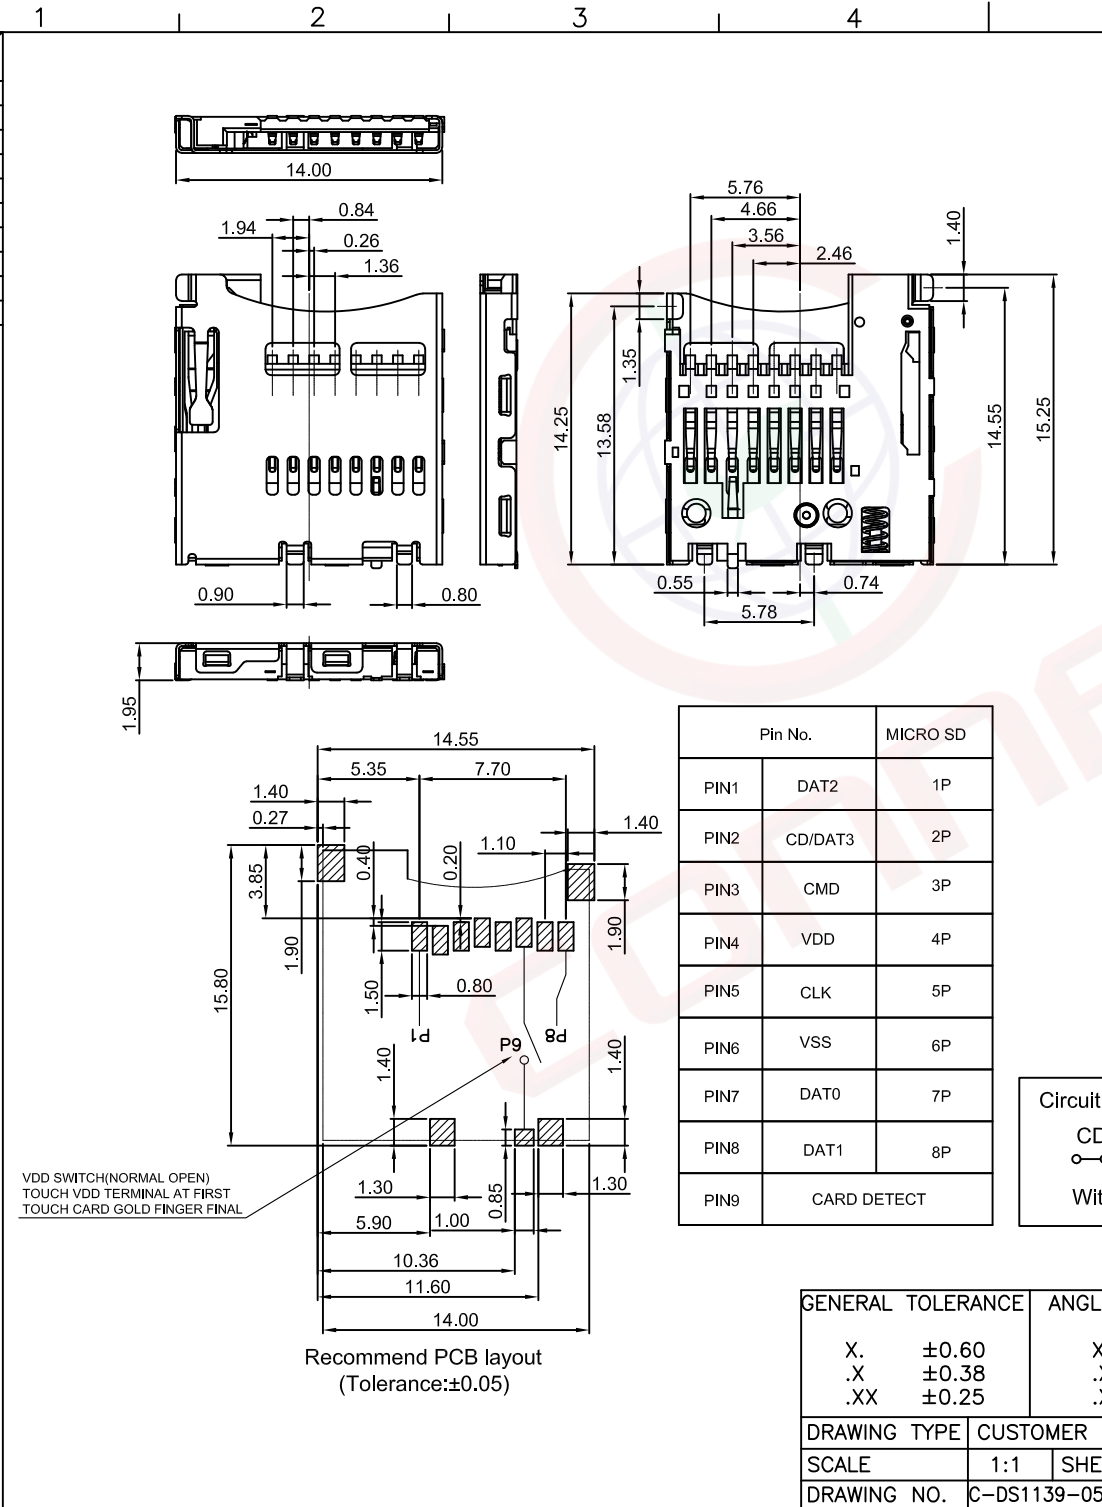 1 2 3 4
14.00
5.76
4.66
3.56
2.46
1.40
0.84
1.94
0.26
1.36
1.35
14.25
13.58
14.55
15.25
0.90
0.80
0.55
0.74
5.78
1.95
14.55
5.35 7.70
1.40
0.27
1.10
1.40
3.85
0.40
0.20
1.90
1.90
15.80
1.50
0.80
P1
P8
P9
1.40
1.40
VDD SWITCH(NORMAL OPEN)
TOUCH VDD TERMINAL AT FIRST
TOUCH CARD GOLD FINGER FINAL
1.30
0.85
1.30
5.90
1.00
10.36
11.60
14.00
Recommend PCB layout
(Tolerance:±0.05)
Pin No. MICRO SD
PIN1 DAT2 1P
PIN2 CD/DAT3 2P
PIN3 CMD 3P
PIN4 VDD 4P
PIN5 CLK 5P
PIN6 VSS 6P
PIN7 DAT0 7P
PIN8 DAT1 8P
PIN9 CARD DETECT
Circuit
CD
Wit
GENERAL TOLERANCE ANGL
X. ±0.60 X
.X ±0.38
.XX ±0.25
DRAWING TYPE CUSTOMER
SCALE 1:1 SHE
DRAWING NO. C-DS1139-05